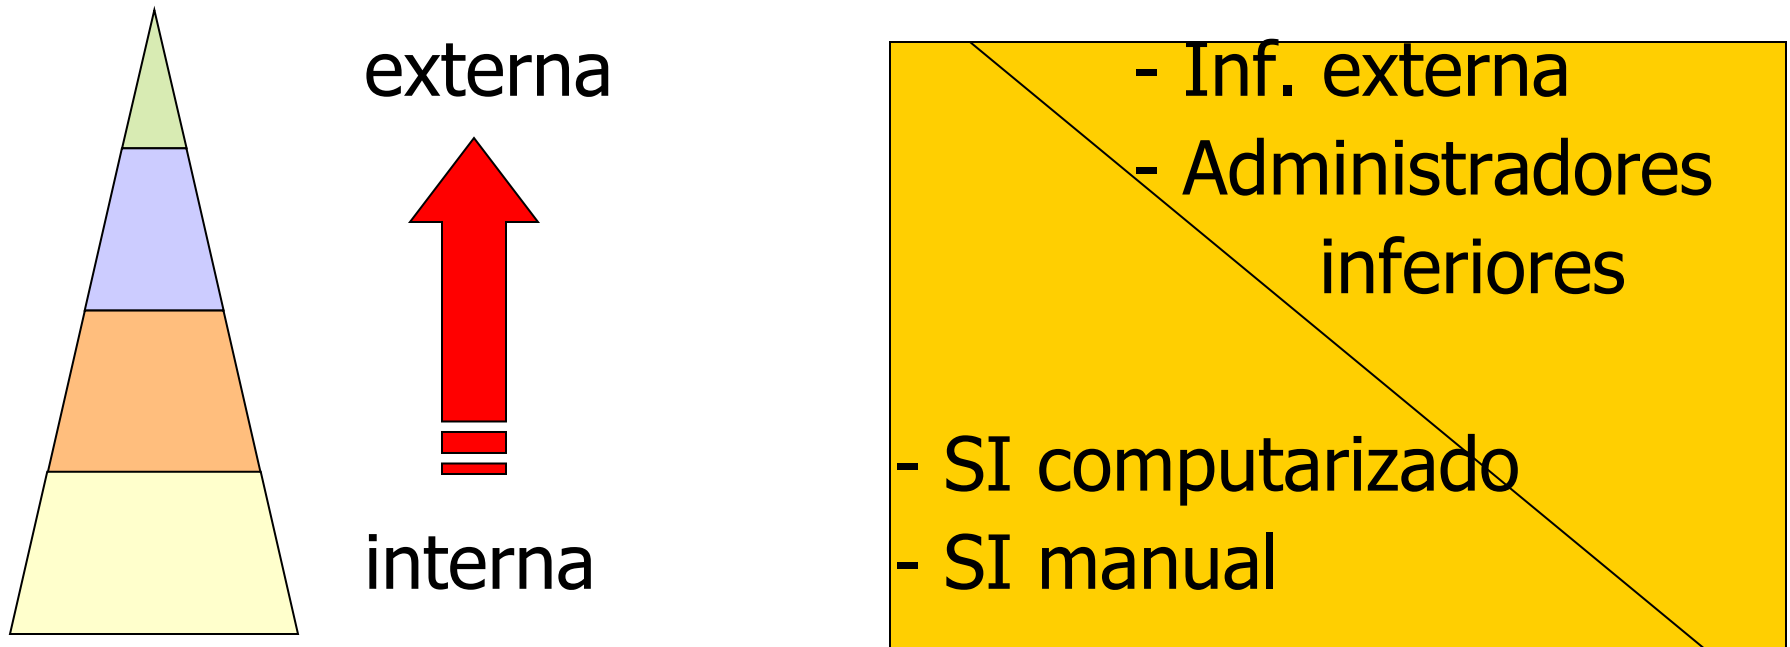 externa
interna
- Inf. externa
- Administradores
inferiores
- SI computarizado
- SI manual